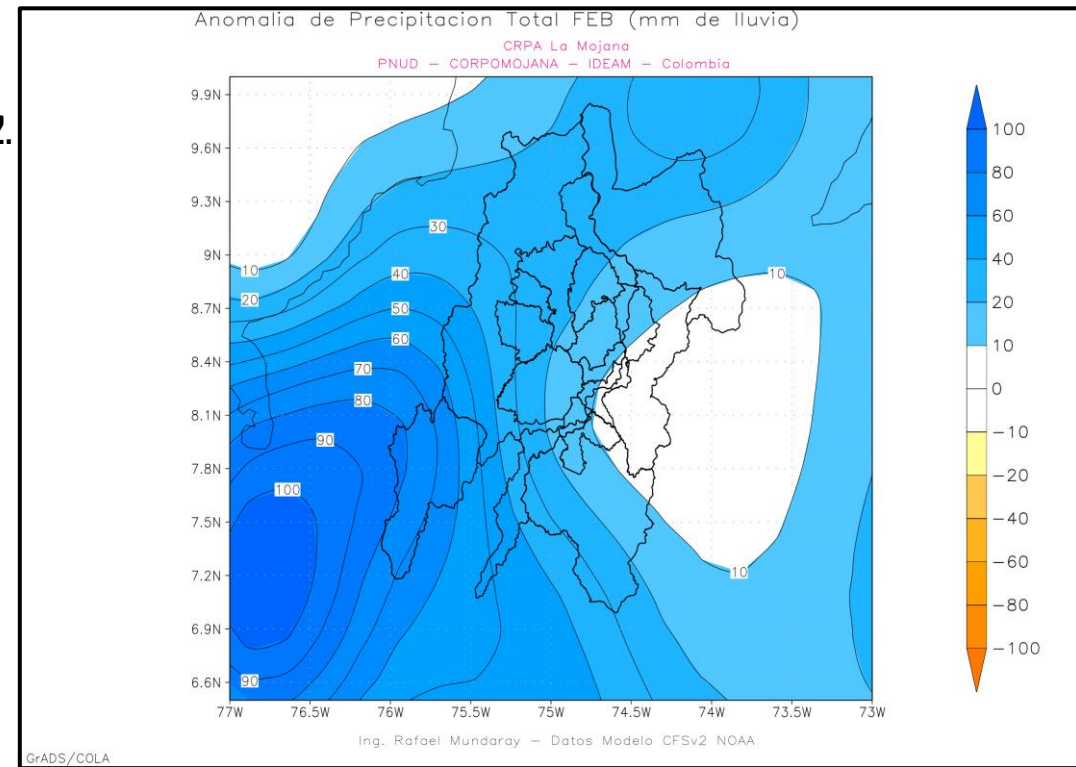 Anomalia de Precipitacion Total FEB (mm de lluvia)
CRPA La Mojana
PNUD - CORPOMOJANA - IDEAM - Colombia
9.9N
9.6N
9.3N
9N
8.7N
8.4N
8.1N
7.8N
7.5N
7.2N
6.9N
6.6N
77W 76.5W 76W 75.5W 75W 74.5W 74W 73.5W 73W
10
20
30
40
50
60
70
80
90
100
90
10
10
100
80
60
40
20
10
0
-10
-20
-40
-60
-80
-100
Ing. Rafael Mundaray - Datos Modelo CFSv2 NOAA
GrADS/COLA